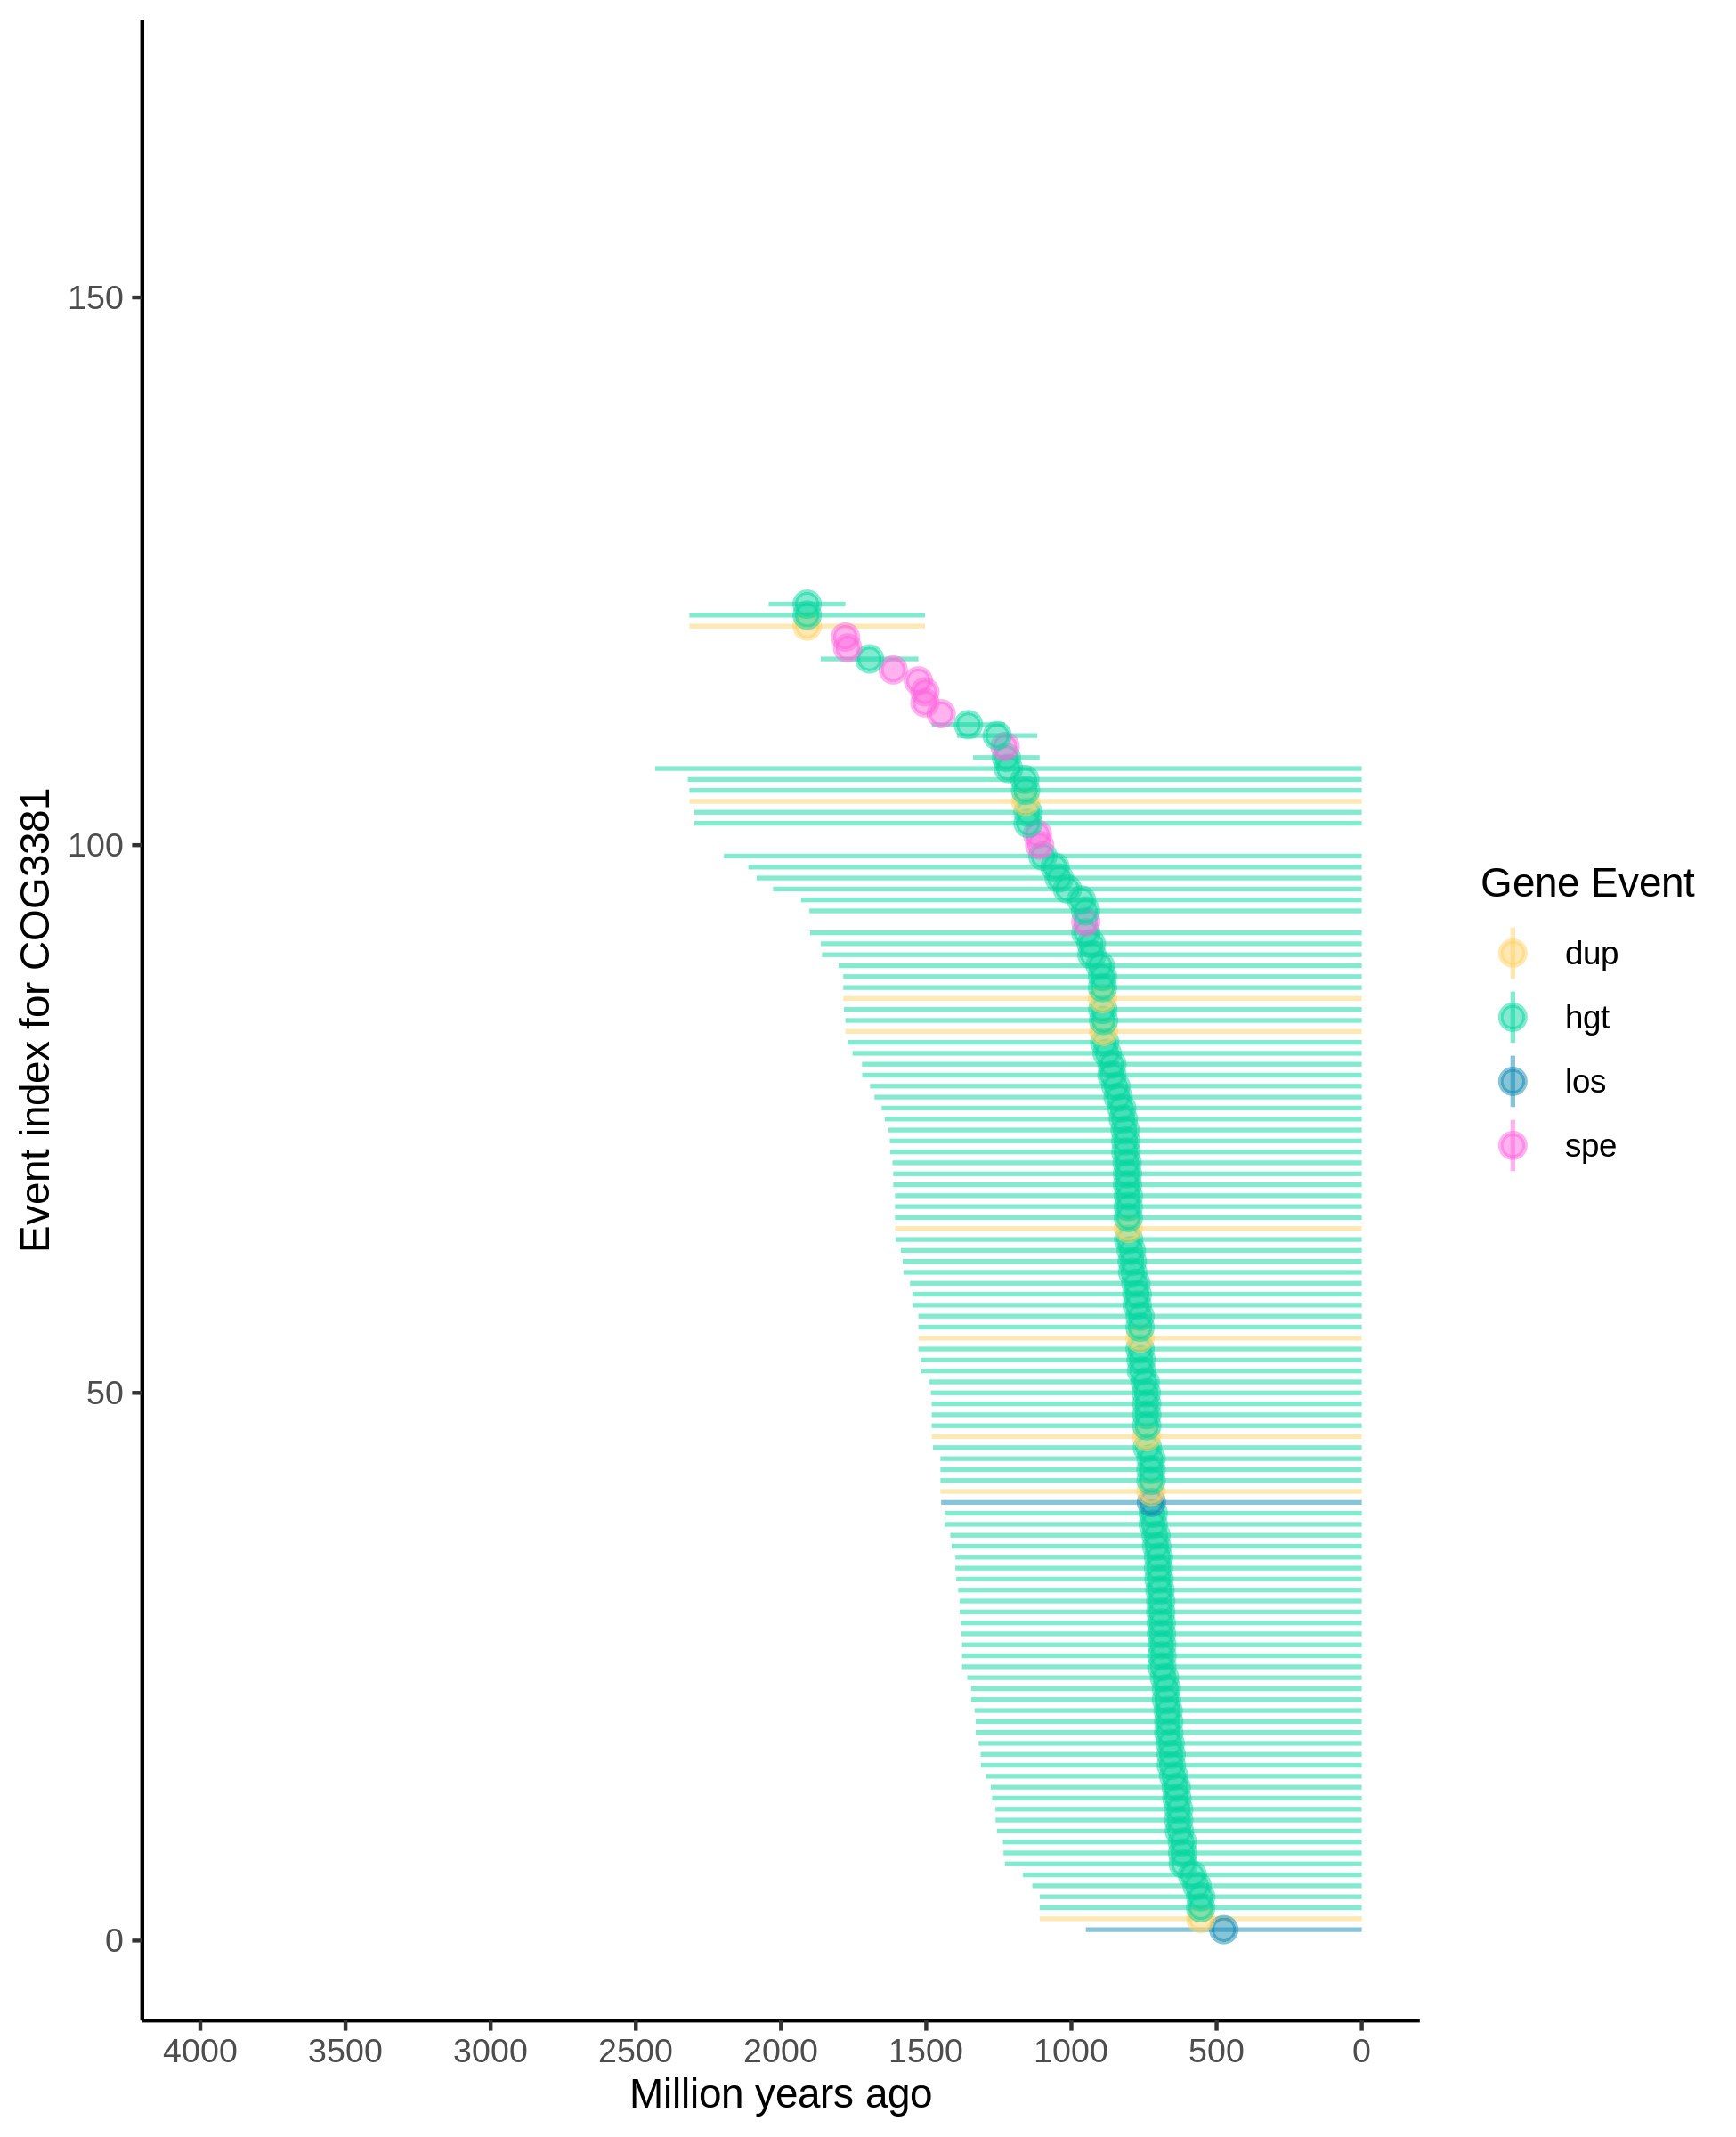 150
100
50
0
Event index for COG3381
4000 3500 3000 2500 2000 1500 1000 500 0
Million years ago
Gene Event
dup
hgt
los
spe